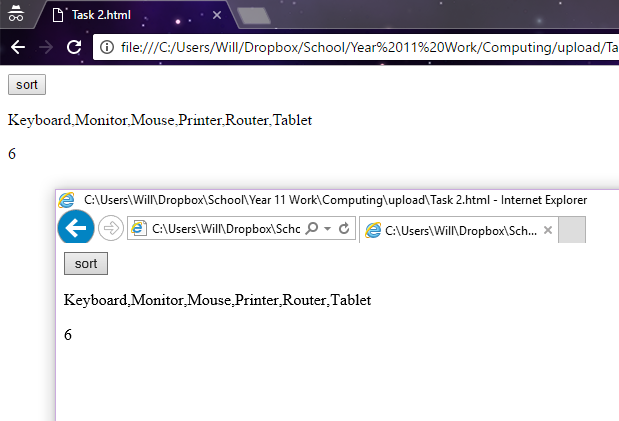 Task 2.html
file:///C:/Users/Will/Dropbox/School/Year%2011%20Work/Computing/upload/Ta
sort
Keyboard,Monitor,Mouse,Printer,Router,Tablet
6
C:\Users\Will\Dropbox\School\Year 11 Work\Computing\upload\Task 2.html - Internet Explorer
C:\Users\Will\Dropbox\Schc
C:\Users\Will\Dropbox\Sch...
sort
Keyboard,Monitor,Mouse,Printer,Router,Tablet
6